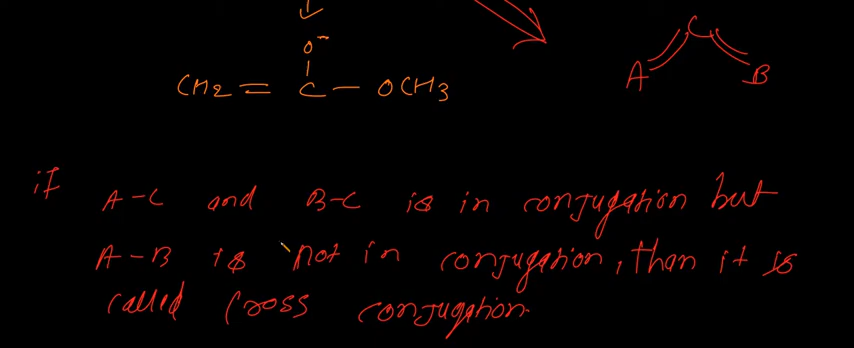 O⁻
CH2 = C — OCH3
C
A B
if A-C and B-C is in conjugation but
A-B is not in conjugation, than it is
called Cross conjugation.